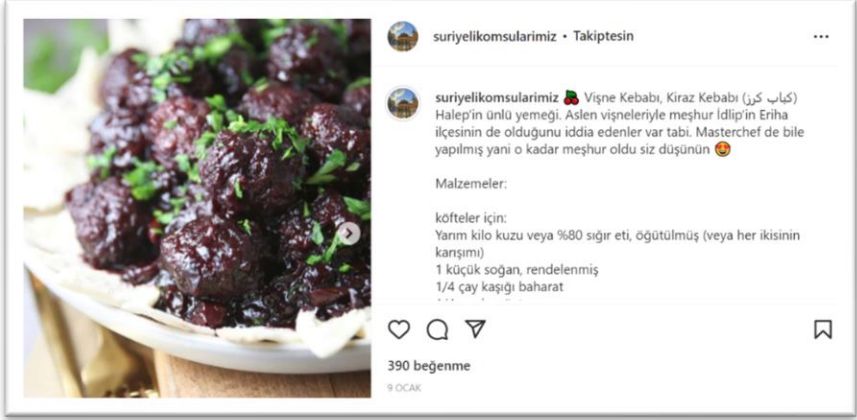 suriyelikomsularimiz • Takiptesin
suriyelikomsularimiz 🍒 Vişne Kebabı, Kiraz Kebabı (كباب كرز)
Halep'in ünlü yemeği. Aslen vişneleriyle meşhur İdlip'in Eriha
ilçesinin de olduğunu iddia edenler var tabi. Masterchef de bile
yapılmış yani o kadar meşhur oldu siz düşünün 😍
Malzemeler:
köfteler için:
Yarım kilo kuzu veya %80 sığır eti, öğütülmüş (veya her ikisinin
karışımı)
1 küçük soğan, rendelenmiş
1/4 çay kaşığı baharat
390 beğenme
9 OCAK